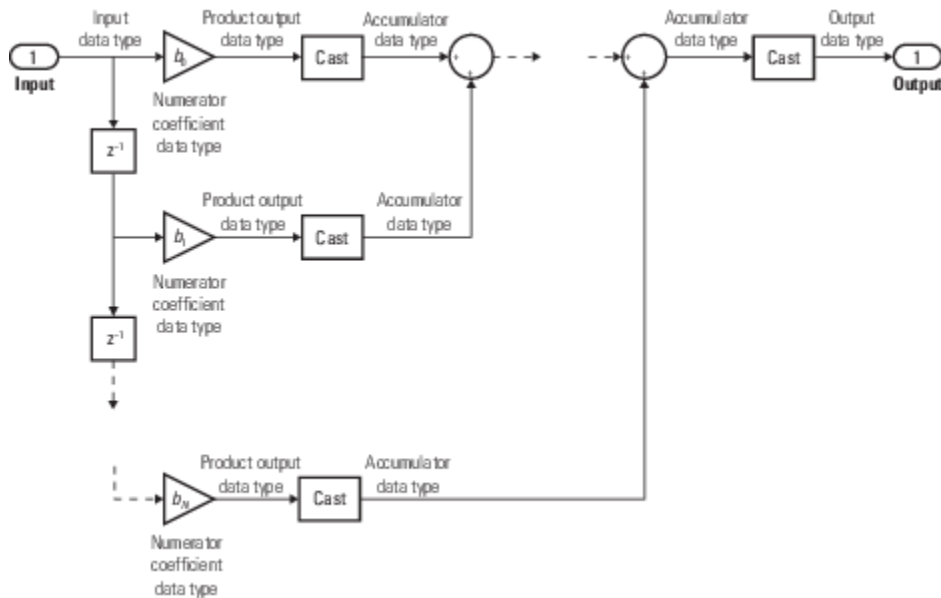 Input
data type
Product output
data type
Accumulator
data type
Accumulator
data type
Output
data type
1
b0
Cast
Cast
1
Input
Output
Numerator
coefficient
data type
z⁻¹
Product output
data type
Accumulator
data type
b1
Cast
Numerator
coefficient
data type
z⁻¹
Product output
data type
Accumulator
data type
bN
Cast
Numerator
coefficient
data type